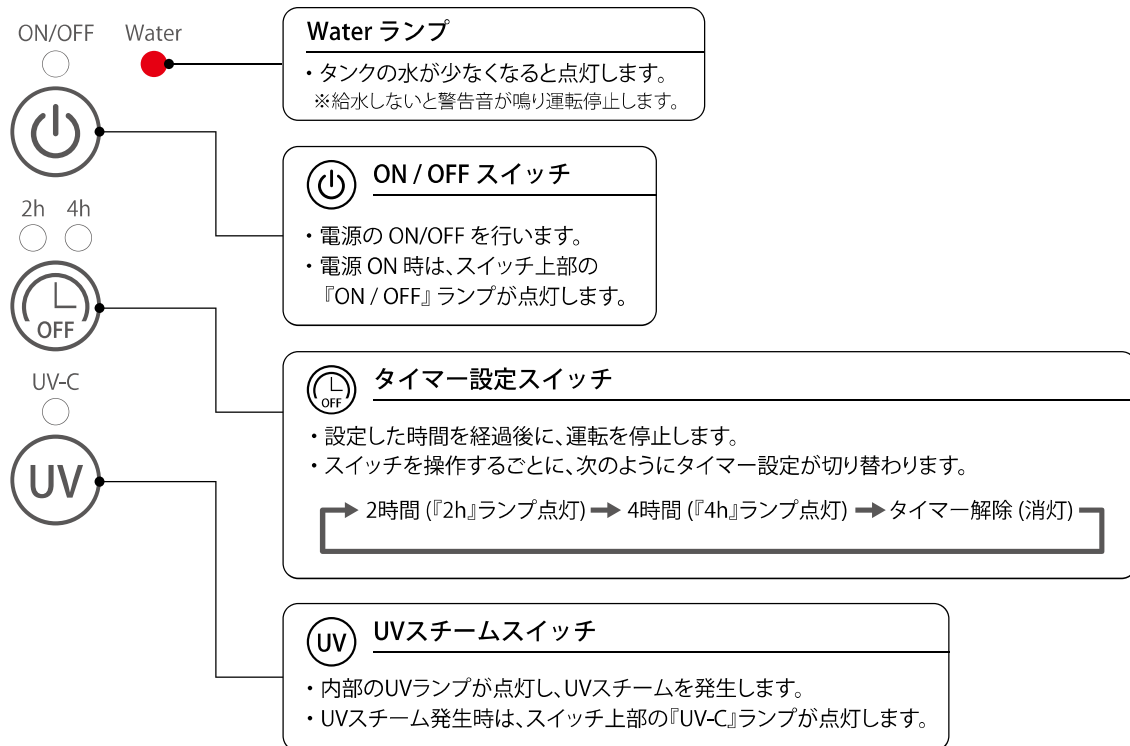 ON/OFF Water
2h 4h
OFF
UV-C
UV
Water ランプ
・タンクの水が少なくなると点灯します。
※給水しないと警告音が鳴り運転停止します。
ON / OFF スイッチ
・電源の ON/OFF を行います。
・電源 ON 時は、スイッチ上部の
『ON / OFF』ランプが点灯します。
OFF
タイマー設定スイッチ
・設定した時間を経過後に、運転を停止します。
・スイッチを操作するごとに、次のようにタイマー設定が切り替わります。
2時間 (『2h』ランプ点灯) ➡ 4時間 (『4h』ランプ点灯) ➡ タイマー解除 (消灯)
UV UVスチームスイッチ
・内部のUVランプが点灯し、UVスチームを発生します。
・UVスチーム発生時は、スイッチ上部の『UV-C』ランプが点灯します。